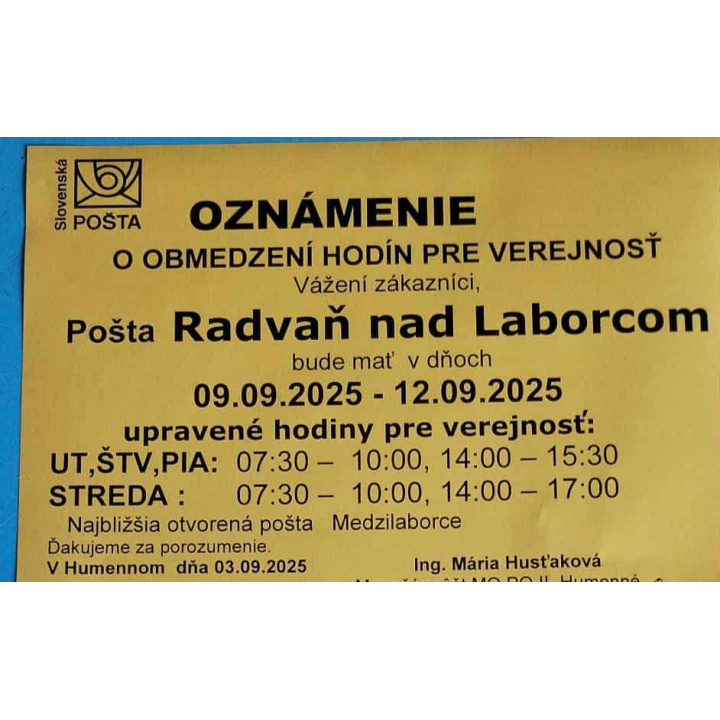 Slovenská
POŠTA
OZNÁMENIE
O OBMEDZENÍ HODÍN PRE VEREJNOSŤ
Vážení zákazníci,
Pošta Radvaň nad Laborcom
bude mať v dňoch
09.09.2025 - 12.09.2025
upravené hodiny pre verejnosť:
UT,ŠTV,PIA: 07:30 – 10:00, 14:00 – 15:30
STREDA : 07:30 – 10:00, 14:00 – 17:00
Najbližšia otvorená pošta Medzilaborce
Ďakujeme za porozumenie.
V Humennom dňa 03.09.2025 Ing. Mária Husťaková